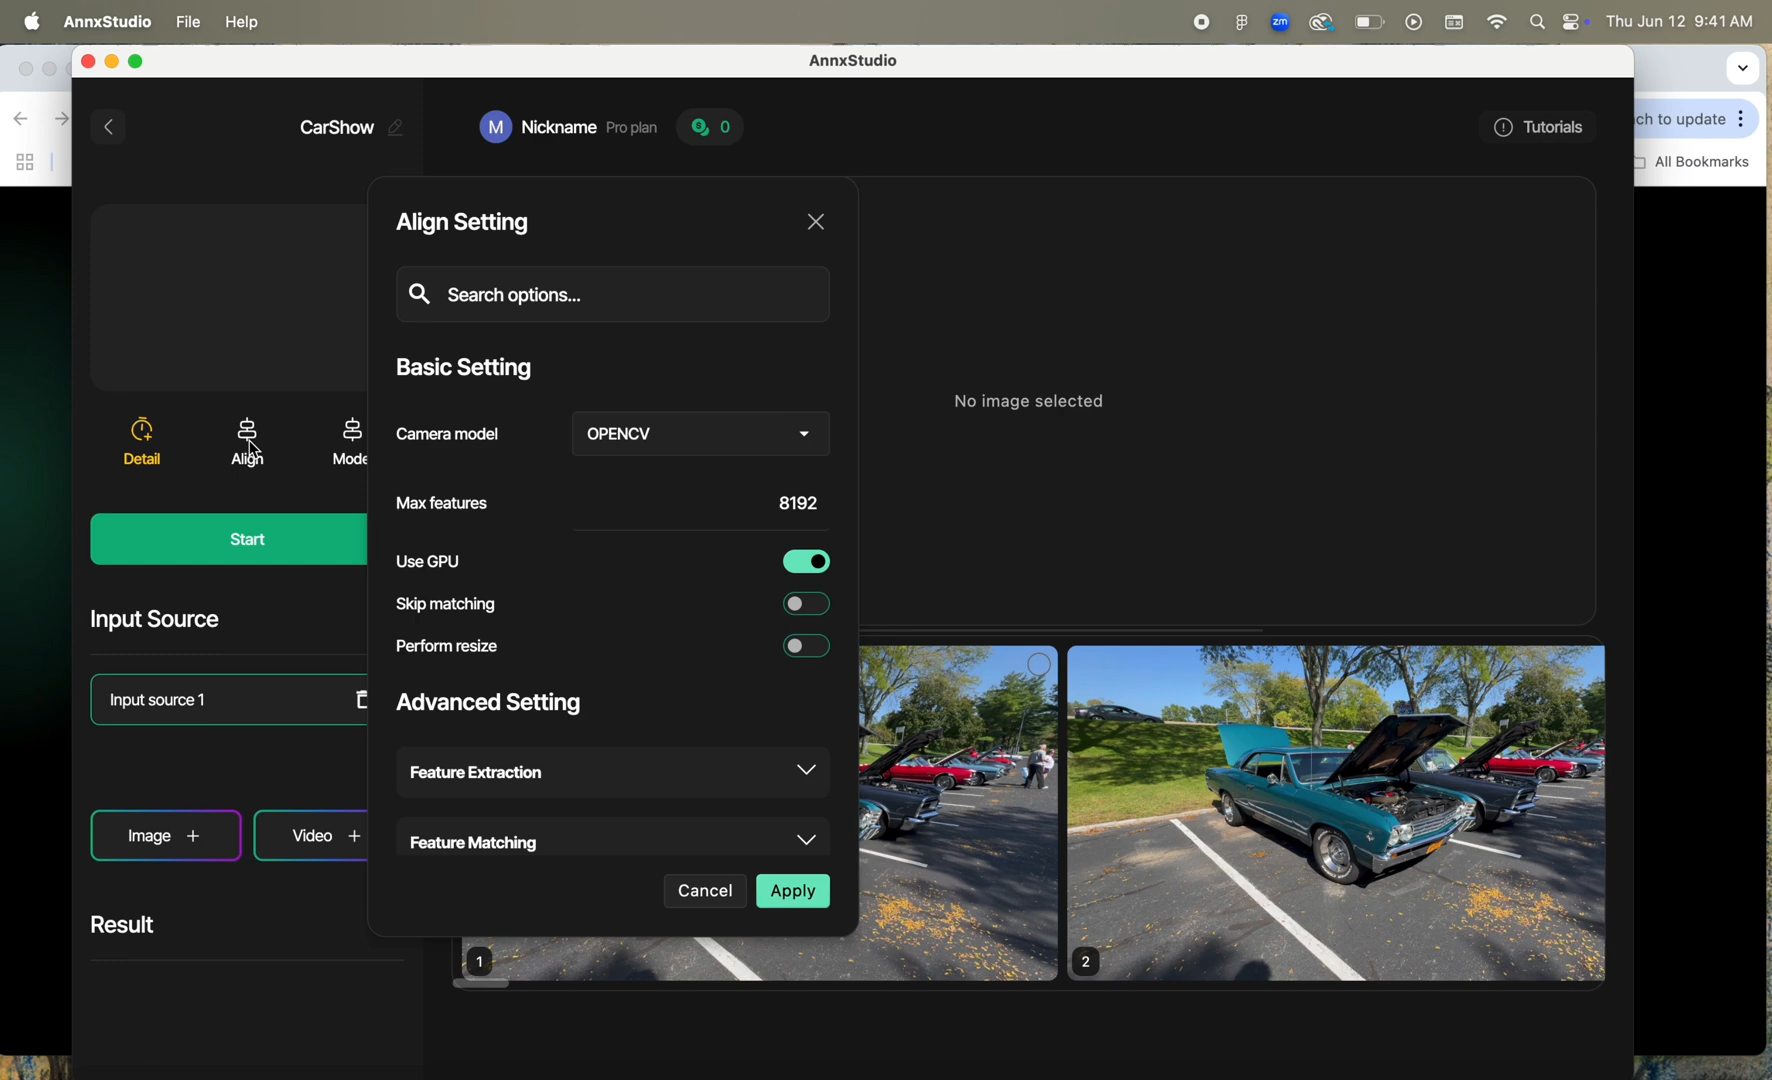 AnnxStudio File Help
zm
Thu Jun 12 9:41 AM
AnnxStudio
ch to update
All Bookmarks
CarShow
M Nickname Pro plan 0
Tutorials
Align Setting
Search options...
Basic Setting
Camera model OPENCV
Max features 8192
Use GPU
Skip matching
Perform resize
Advanced Setting
Feature Extraction
Feature Matching
Cancel Apply
No image selected
Detail Align Mode
Start
Input Source
Input source 1
Image + Video +
Result
1
2